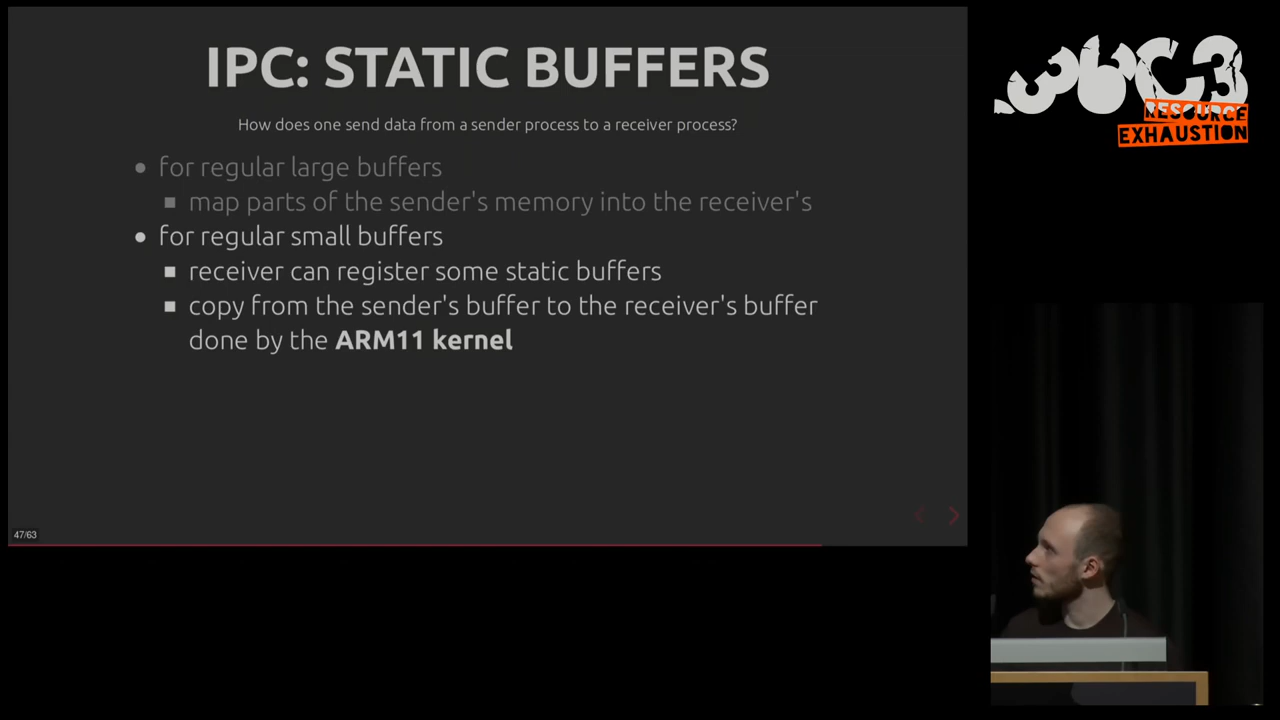 IPC: STATIC BUFFERS
How does one send data from a sender process to a receiver process?
for regular large buffers
map parts of the sender's memory into the receiver's
for regular small buffers
receiver can register some static buffers
copy from the sender's buffer to the receiver's buffer
done by the ARM11 kernel
47/63
36C3
RESOURCE
EXHAUSTION